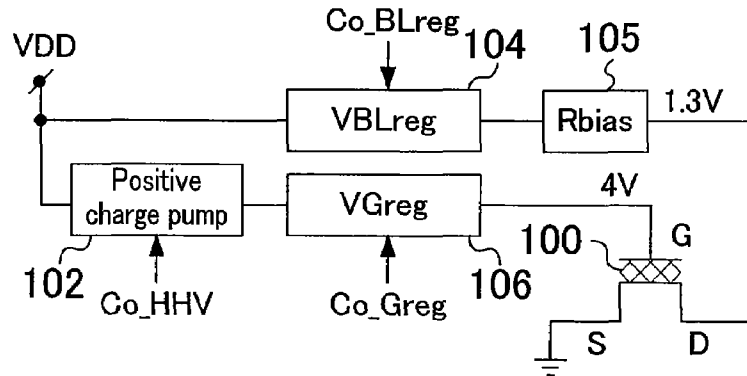 Co_BLreg
104
105
VDD
VBLreg
Rbias
1.3V
Positive
charge pump
VGreg
4V
G
100
102
Co_HHV
Co_Greg
106
S
D